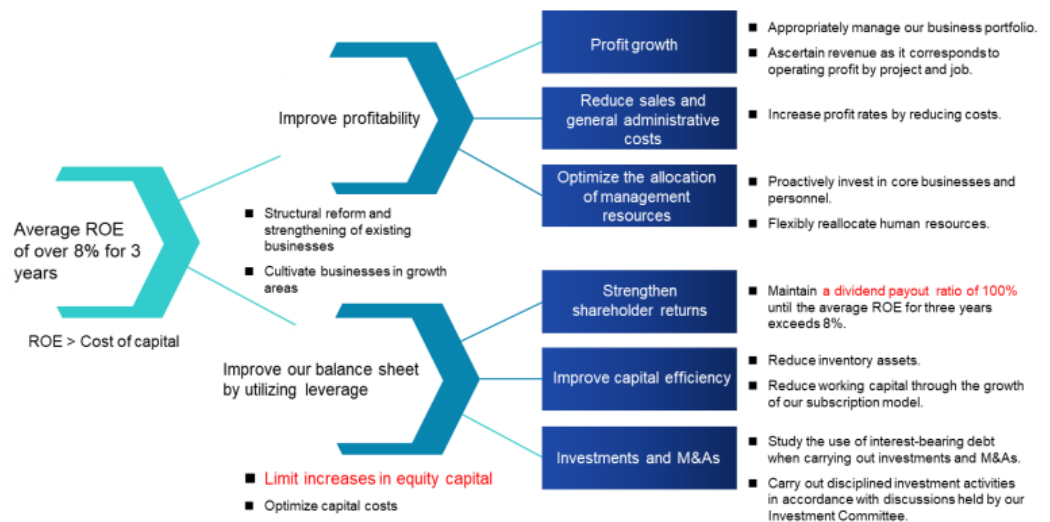 Average ROE
of over 8% for 3
years
ROE > Cost of capital
Improve profitability
■ Structural reform and
strengthening of existing
businesses
■ Cultivate businesses in growth
areas
Profit growth
■ Appropriately manage our business portfolio.
■ Ascertain revenue as it corresponds to
operating profit by project and job.
Reduce sales and
general administrative
costs
■ Increase profit rates by reducing costs.
Optimize the allocation
of management
resources
■ Proactively invest in core businesses and
personnel.
■ Flexibly reallocate human resources.
Improve our balance sheet
by utilizing leverage
■ Limit increases in equity capital
■ Optimize capital costs
Strengthen
shareholder returns
■ Maintain a dividend payout ratio of 100%
until the average ROE for three years
exceeds 8%.
Improve capital efficiency
■ Reduce inventory assets.
■ Reduce working capital through the growth
of our subscription model.
Investments and M&As
■ Study the use of interest-bearing debt
when carrying out investments and M&As.
■ Carry out disciplined investment activities
in accordance with discussions held by our
Investment Committee.